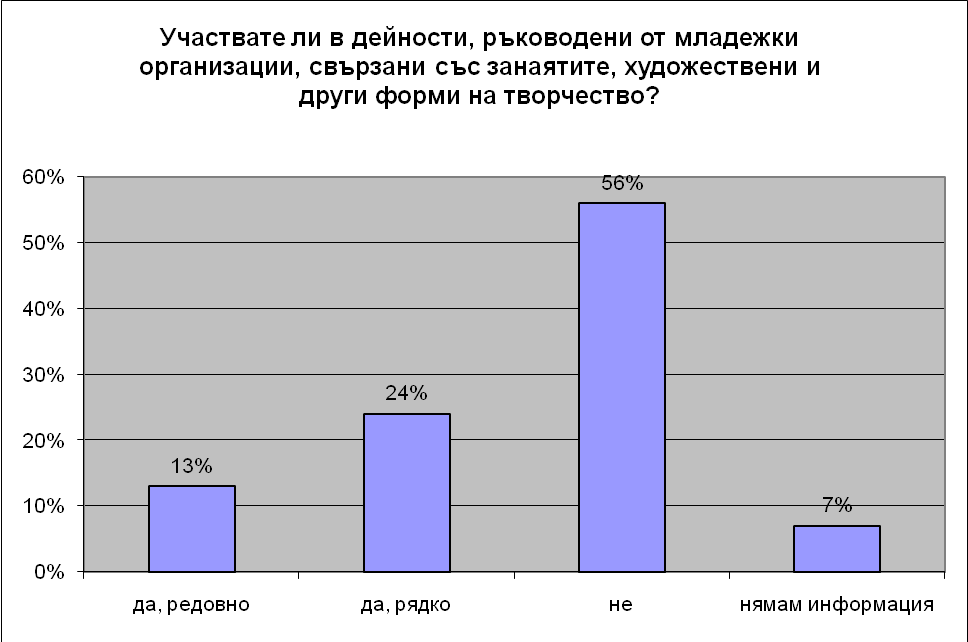 Участвате ли в дейности, ръководени от младежки
организации, свързани със занаятите, художествени и
други форми на творчество?
60%
50%
40%
30%
20%
10%
0%
13%
24%
56%
7%
да, редовно
да, рядко
не
нямам информация